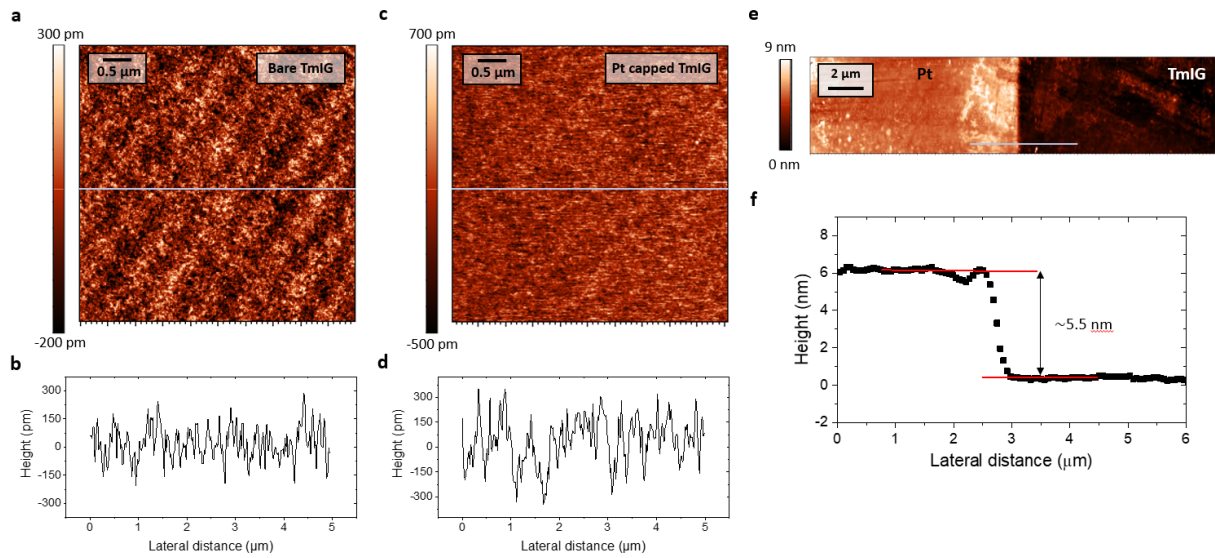 a
300 pm
-200 pm
0.5 µm
Bare TmIG
b
Height (pm)
300
150
0
-150
-300
0 1 2 3 4 5
Lateral distance (µm)
c
700 pm
-500 pm
0.5 µm
Pt capped TmIG
d
Height (pm)
300
150
0
-150
-300
0 1 2 3 4 5
Lateral distance (µm)
e
9 nm
0 nm
2 µm
Pt
TmIG
f
Height (nm)
8
6
4
2
0
-2
~5.5 nm
0 1 2 3 4 5 6
Lateral distance (µm)